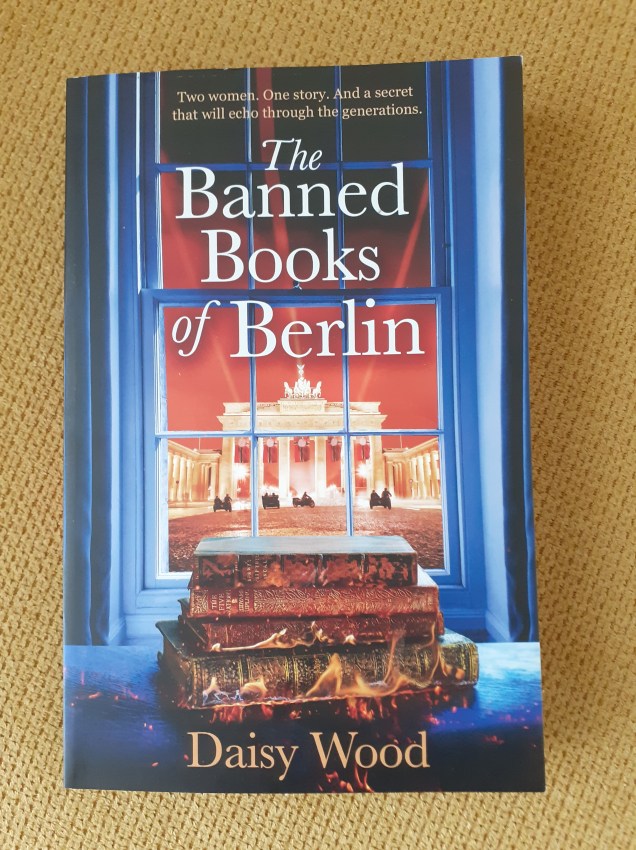 Two women. One story. And a secret
that will echo through the generations.
The
Banned
Books
of Berlin
Daisy Wood